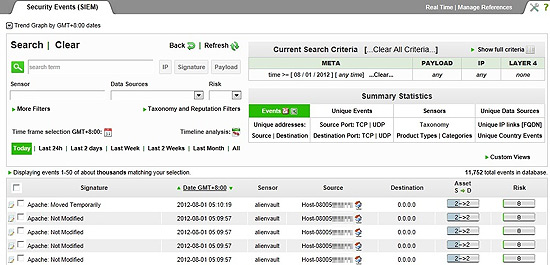 Security Events (SIEM)
Real Time | Manage References
Trend Graph by GMT+8:00 dates
Search | Clear
Back
Refresh
search term
IP
Signature
Payload
Sensor
Data Sources
Risk
More Filters
Taxonomy and Reputation Filters
Time frame selection GMT+8:00:
Timeline analysis:
Today | Last 24h | Last 2 days | Last Week | Last 2 Weeks | Last Month | All
Current Search Criteria [...Clear All Criteria...]
Show full criteria
META PAYLOAD IP LAYER 4
time >= [ 08 / 01 / 2012 ] [ any time ] ...Clear... any any none
Summary Statistics
Events Unique Events Sensors Unique Data Sources
Unique addresses: Source Port: TCP | UDP Taxonomy Unique IP links [FQDN]
Source | Destination Destination Port: TCP | UDP Product Types | Categories Unique Country Events
Custom Views
Displaying events 1-50 of about thousands matching your selection.
11,752 total events in database.
Signature Date GMT+8:00 Sensor Source Destination Asset S D Risk
Apache: Moved Temporarily 2012-08-01 05:10:19 alienvault Host-08005 0.0.0.0 2->2 8
Apache: Not Modified 2012-08-01 05:09:57 alienvault Host-08005 0.0.0.0 2->2 8
Apache: Not Modified 2012-08-01 05:09:57 alienvault Host-08005 0.0.0.0 2->2 8
Apache: Not Modified 2012-08-01 05:09:57 alienvault Host-08005 0.0.0.0 2->2 8
Apache: Not Modified 2012-08-01 05:09:57 alienvault Host-08005 0.0.0.0 2->2 8